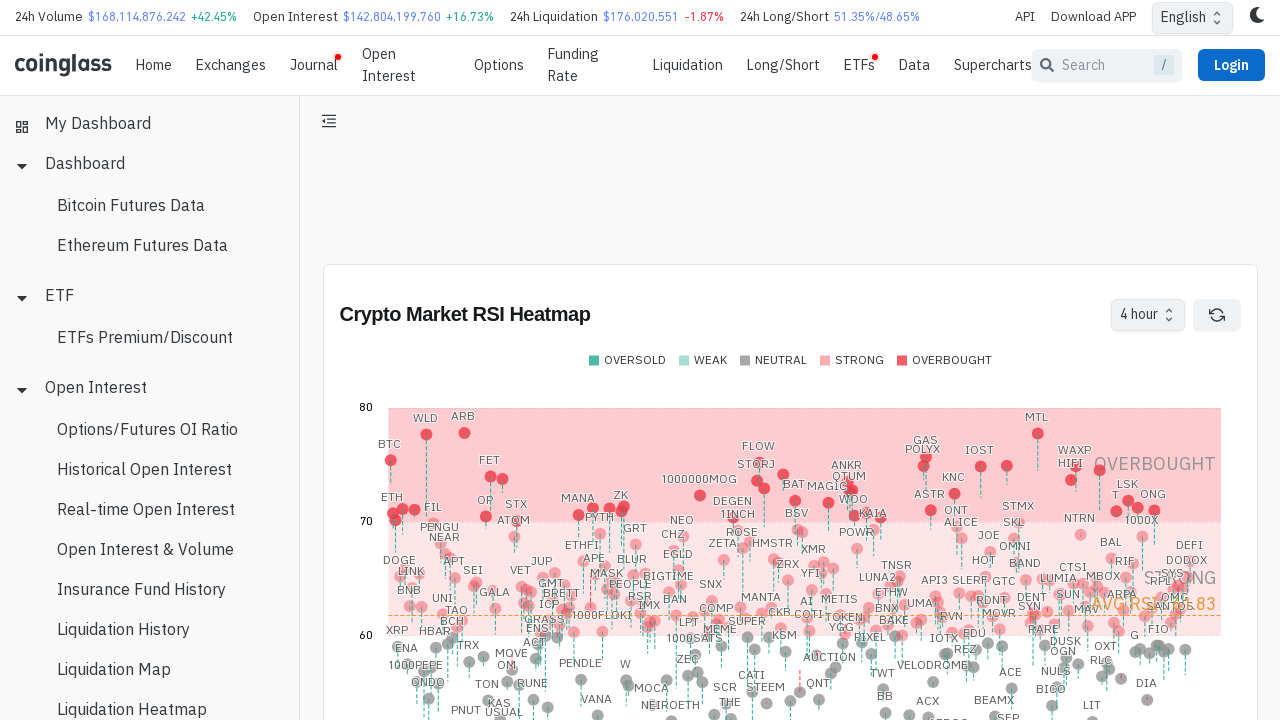 24h Volume $168,114,876,242 +42.45% Open Interest $142,804,199,760 +16.73% 24h Liquidation $176,020,551 -1.87% 24h Long/Short 51.35%/48.65% API Download APP English
coinglass Home Exchanges Journal Open Interest Options Funding Rate Liquidation Long/Short ETFs Data Supercharts Search / Login
My Dashboard
Dashboard
Bitcoin Futures Data
Ethereum Futures Data
ETF
ETFs Premium/Discount
Open Interest
Options/Futures OI Ratio
Historical Open Interest
Real-time Open Interest
Open Interest & Volume
Insurance Fund History
Liquidation History
Liquidation Map
Liquidation Heatmap
Crypto Market RSI Heatmap 4 hour
OVERSOLD WEAK NEUTRAL STRONG OVERBOUGHT
80
WLD ARB MTL
BTC FLOW GAS
POLYX IOST WAXP
FET STORJ ANKR HIFI OVERBOUGHT
1000000MOG QTUM KNC
BAT MAGIC LSK
ETH OP MANA ZK DEGEN WOO ASTR T ONG
FIL STX PYTH 1INCH BSV KAIA ONT STMX
70
PENGU ATOM NEO ALICE SKL NTRN 1000X
NEAR GRT CHZ ROSE POWR JOE
ETHFI ZETA HMSTR XMR OMNI BAL DEFI
DOGE APT JUP APE BLUR EGLD ZRX TNSR HOT BAND RIF DODOX
LINK SEI VET MASK BIGTIME YFI LUNA2 CTSI SYS
BNB GMT PEOPLE SNX API3 SLERF GTC LUMIA MBOX STRONG
UNI GALA BRETT RSR BAN MANTA AI METIS ETHW DENT SUN ARPA OMG
TAO ICP IMX COMP CKB BNX UMA SYN MAV SAN
BCH GRASS 1000FLOKI LPT SUPER COTI TOKEN BAKE RVN MOVR
60
XRP HBAR ENS MEME KSM YGG PIXEL EDU RARE FIO
ENA TRX ACT 1000SATS IOTX REZ DUSK G
1000PEPE MOVE PENDLE W ZEC AUCTION VELODROME OGN OXT
ONDO OM CATI TWT ACE NULS RLC
TON RUNE MOCA SCR STEEM QNT BB BICO DIA
PNUT KAS VANA NEIROETH THE ACX BEAMX LIT
USUAL